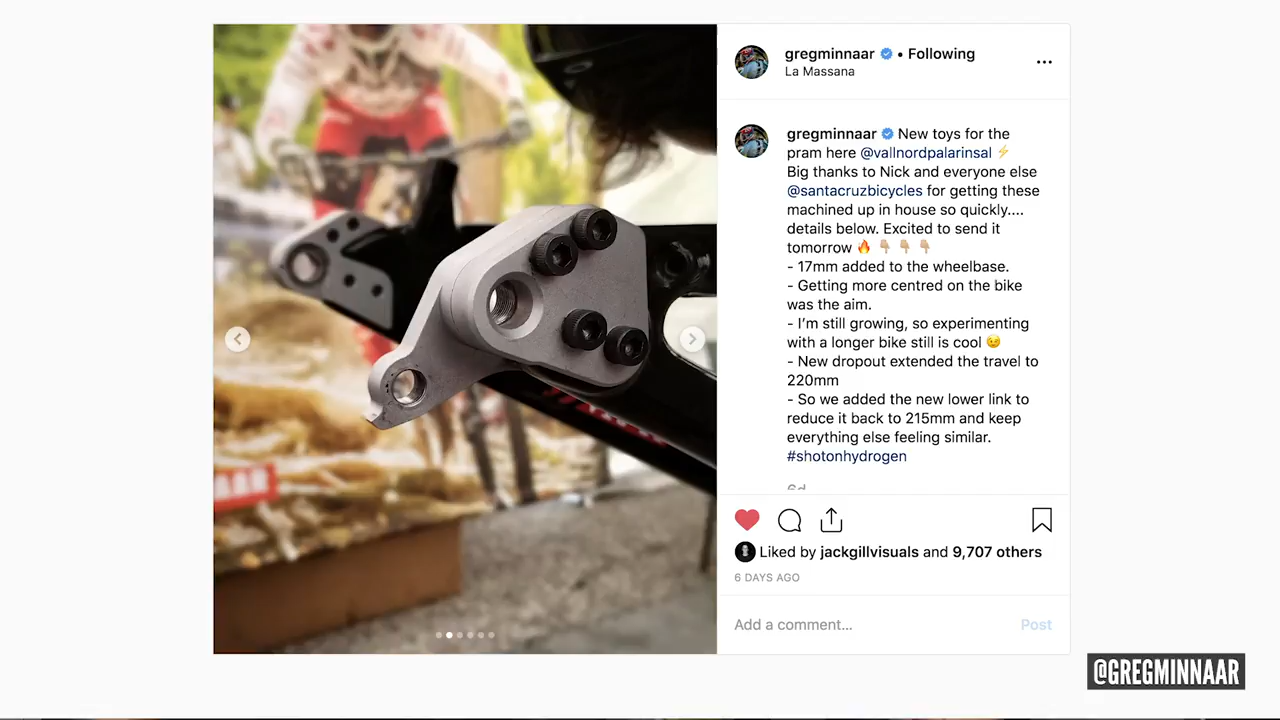 gregminnaar • Following
La Massana
gregminnaar New toys for the
pram here @vallnordpalarinsal ⚡
Big thanks to Nick and everyone else
@santacruzbicycles for getting these
machined up in house so quickly....
details below. Excited to send it
tomorrow 🔥 👇🏼 👇🏼 👇🏼
- 17mm added to the wheelbase.
- Getting more centred on the bike
was the aim.
- I’m still growing, so experimenting
with a longer bike still is cool 😉
- New dropout extended the travel to
220mm
- So we added the new lower link to
reduce it back to 215mm and keep
everything else feeling similar.
#shotonhydrogen
6d
Liked by jackgillvisuals and 9,707 others
6 DAYS AGO
Add a comment... Post
@GREGMINNAAR